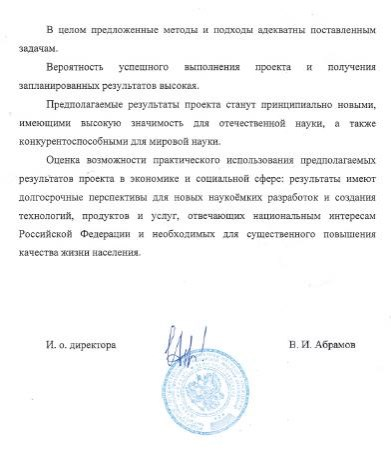 В целом предложенные методы и подходы адекватны поставленным
задачам.
Вероятность успешного выполнения проекта и получения
запланированных результатов высокая.
Предполагаемые результаты проекта станут принципиально новыми,
имеющими высокую значимость для отечественной науки, а также
конкурентоспособными для мировой науки.
Оценка возможности практического использования предполагаемых
результатов проекта в экономике и социальной сфере: результаты имеют
долгосрочные перспективы для новых наукоёмких разработок и создания
технологий, продуктов и услуг, отвечающих национальным интересам
Российской Федерации и необходимых для существенного повышения
качества жизни населения.
И. о. директора В. И. Абрамов